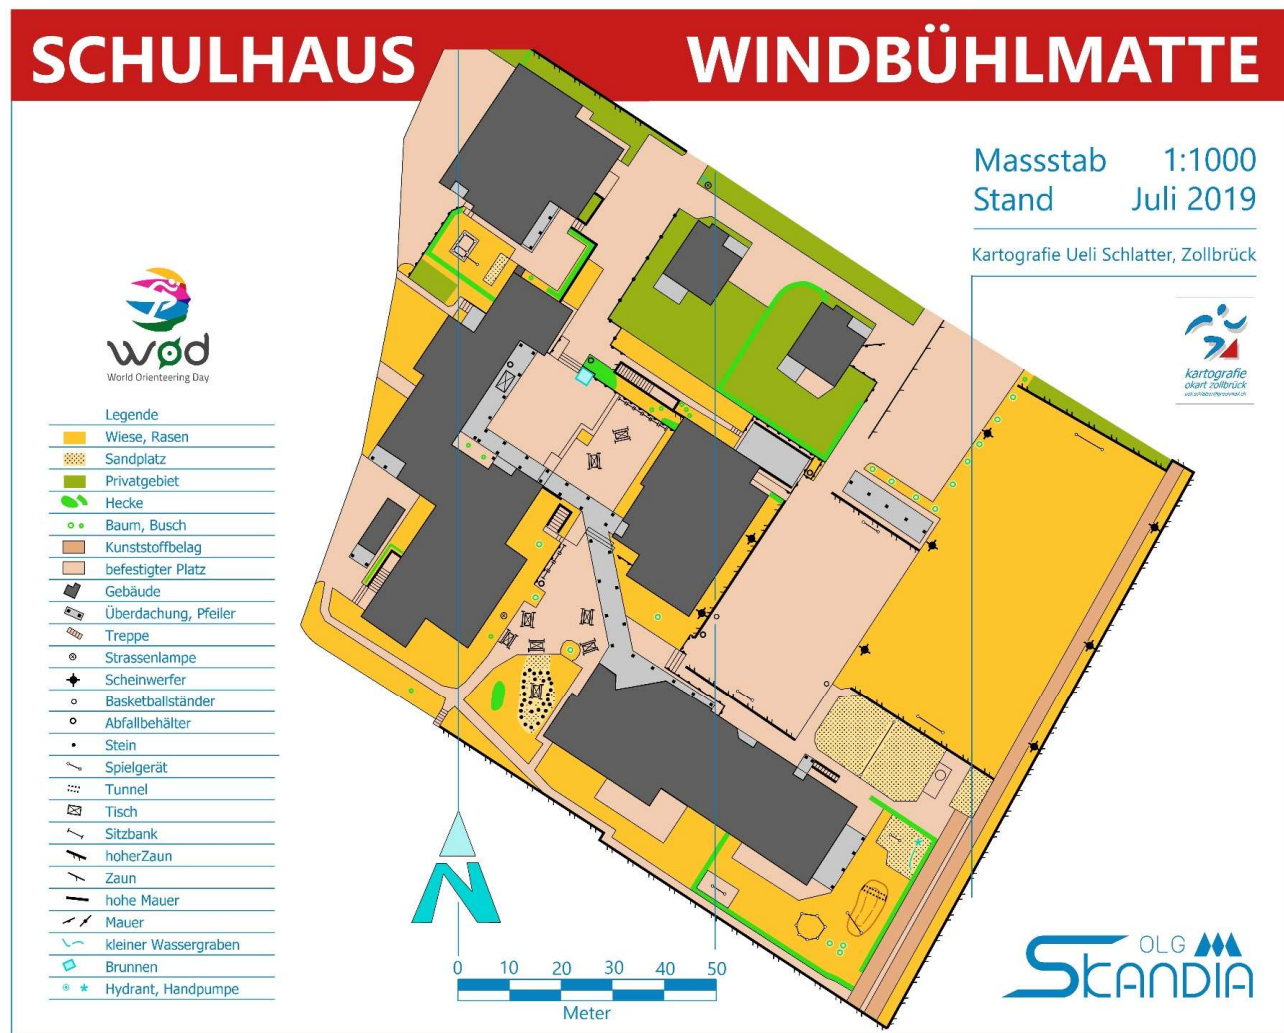 SCHULHAUS WINDBÜHLMATTE
Massstab 1:1000
Stand Juli 2019
Kartografie Ueli Schlatter, Zollbrück
wod
World Orienteering Day
kartografie
okart zollbrück
Legende
Wiese, Rasen
Sandplatz
Privatgebiet
Hecke
Baum, Busch
Kunststoffbelag
befestigter Platz
Gebäude
Überdachung, Pfeiler
Treppe
Strassenlampe
Scheinwerfer
Basketballständer
Abfallbehälter
Stein
Spielgerät
Tunnel
Tisch
Sitzbank
hoherZaun
Zaun
hohe Mauer
Mauer
kleiner Wassergraben
Brunnen
Hydrant, Handpumpe
N
0 10 20 30 40 50
Meter
OLG
SKANDIA